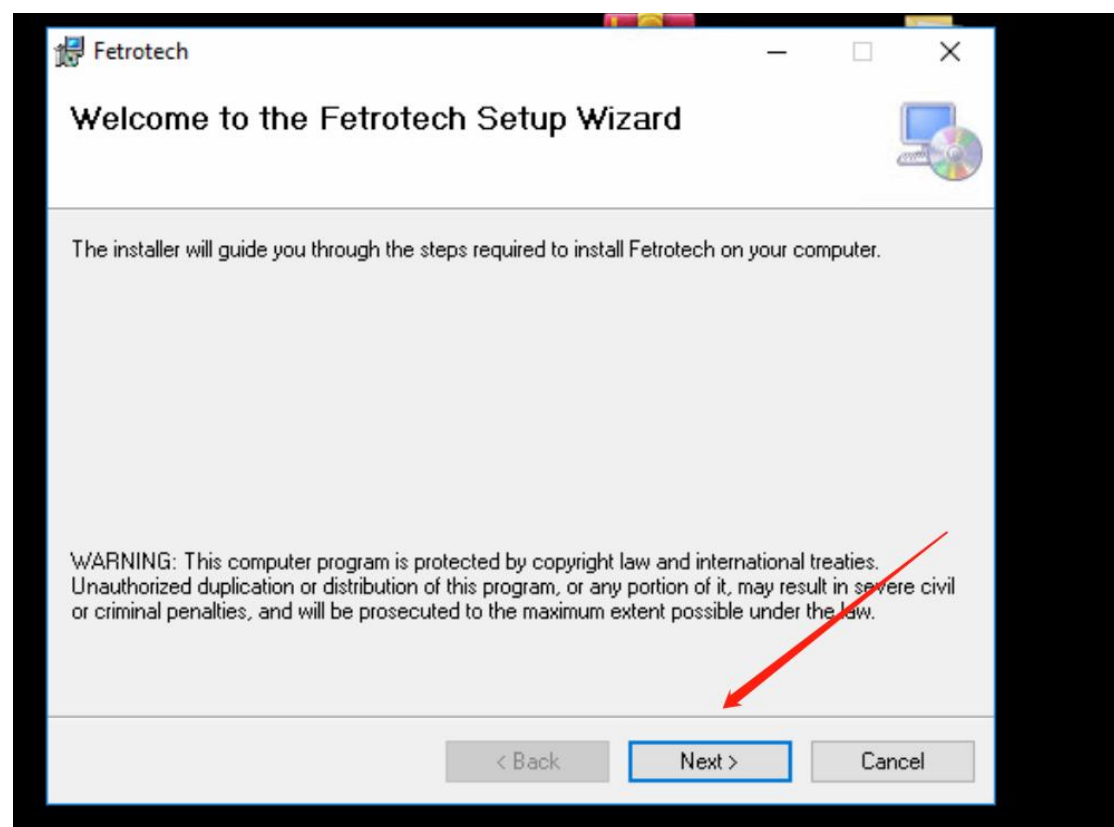 Fetrotech
Welcome to the Fetrotech Setup Wizard
The installer will guide you through the steps required to install Fetrotech on your computer.
WARNING: This computer program is protected by copyright law and international treaties.
Unauthorized duplication or distribution of this program, or any portion of it, may result in severe civil
or criminal penalties, and will be prosecuted to the maximum extent possible under the law.
< Back
Next >
Cancel